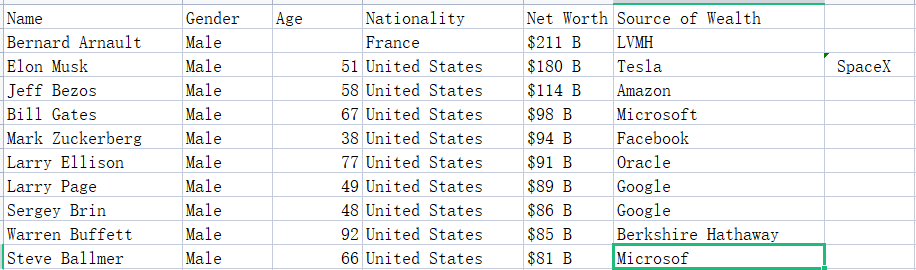 Name Gender Age Nationality Net Worth Source of Wealth
Bernard Arnault Male France $211 B LVMH
Elon Musk Male 51 United States $180 B Tesla SpaceX
Jeff Bezos Male 58 United States $114 B Amazon
Bill Gates Male 67 United States $98 B Microsoft
Mark Zuckerberg Male 38 United States $94 B Facebook
Larry Ellison Male 77 United States $91 B Oracle
Larry Page Male 49 United States $89 B Google
Sergey Brin Male 48 United States $86 B Google
Warren Buffett Male 92 United States $85 B Berkshire Hathaway
Steve Ballmer Male 66 United States $81 B Microsof